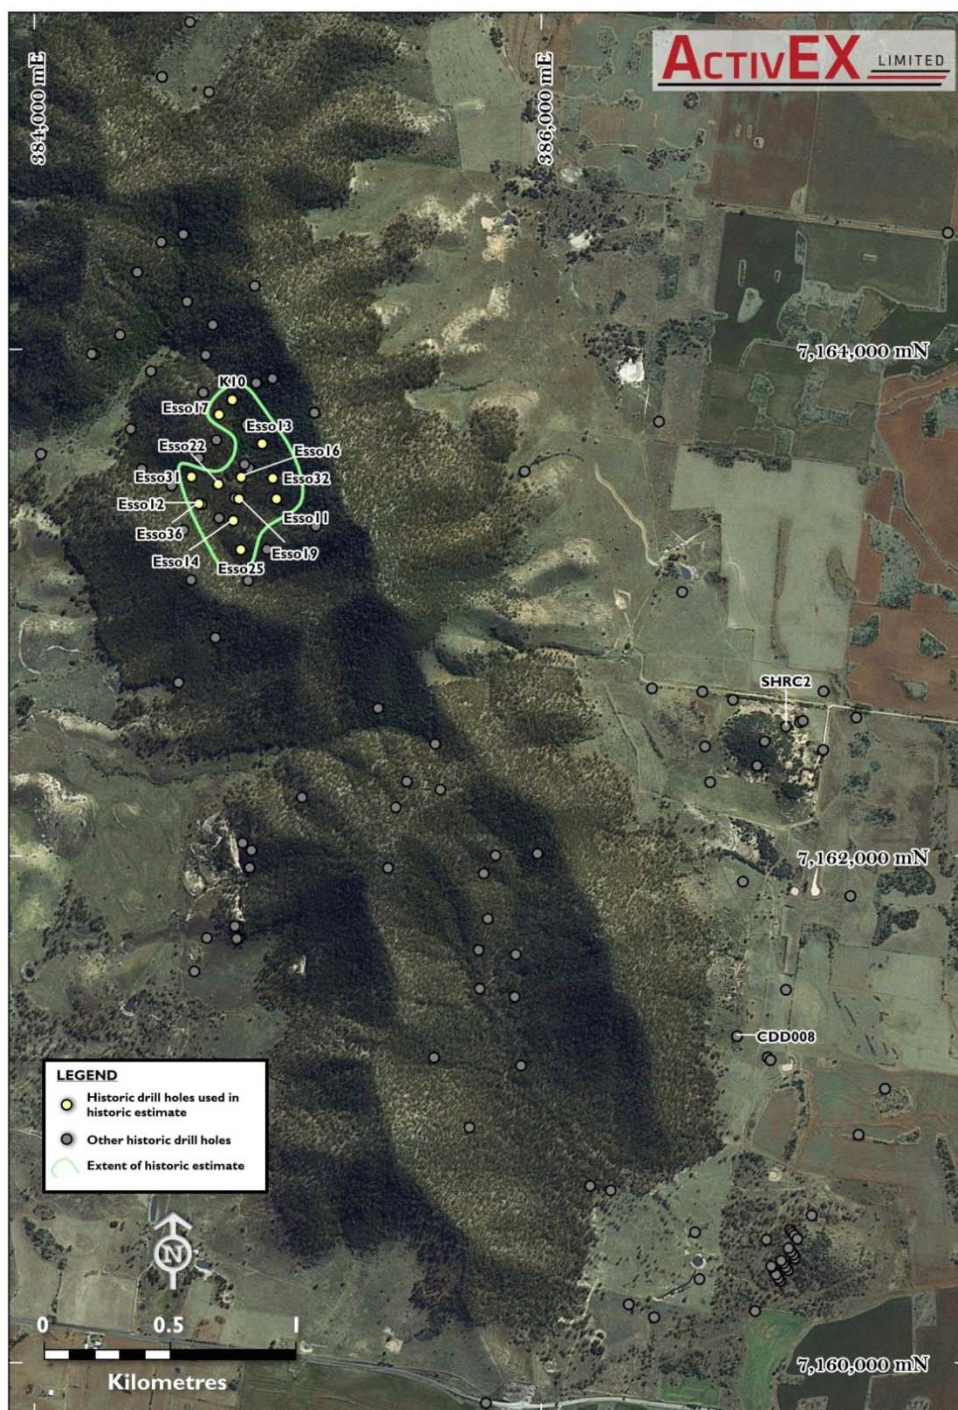 ACTIVEX
LIMITED
384,000 mE
386,000 mE
7,164,000 mN
K10
Esso17
Esso13
Esso22
Esso16
Esso31
Esso32
Esso12
Esso11
Esso36
Esso14
Esso19
Esso25
SHRC2
7,162,000 mN
CDD008
LEGEND
Historic drill holes used in
historic estimate
Other historic drill holes
Extent of historic estimate
N
0 0.5 1
Kilometres
7,160,000 mN